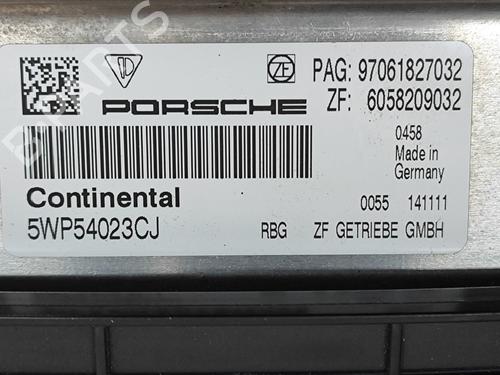 PAG: 97061827032
ZF: 6058209032
PORSCHE
0458
Made in
Germany
Continental
0055 141111
5WP54023CJ
RBG ZF GETRIEBE GMBH